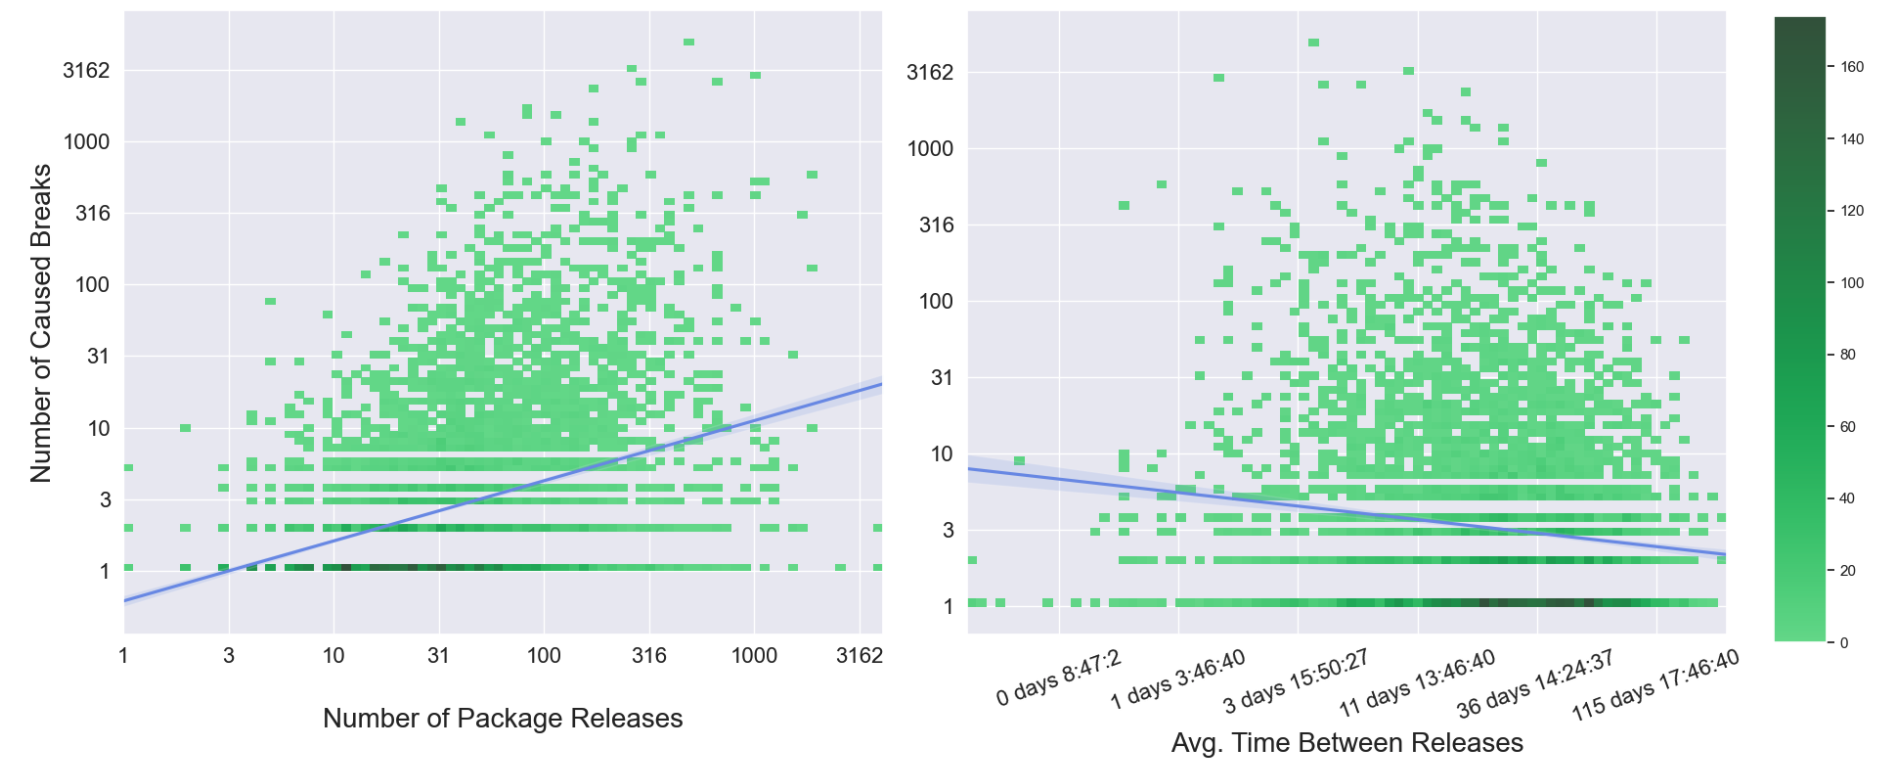 Number of Caused Breaks
3162
1000
316
100
31
10
3
1
1 3 10 31 100 316 1000 3162
Number of Package Releases
3162
1000
316
100
31
10
3
1
0 days 8:47:2
1 days 3:46:40
3 days 15:50:27
11 days 13:46:40
36 days 14:24:37
115 days 17:46:40
Avg. Time Between Releases
160
140
120
100
80
60
40
20
0